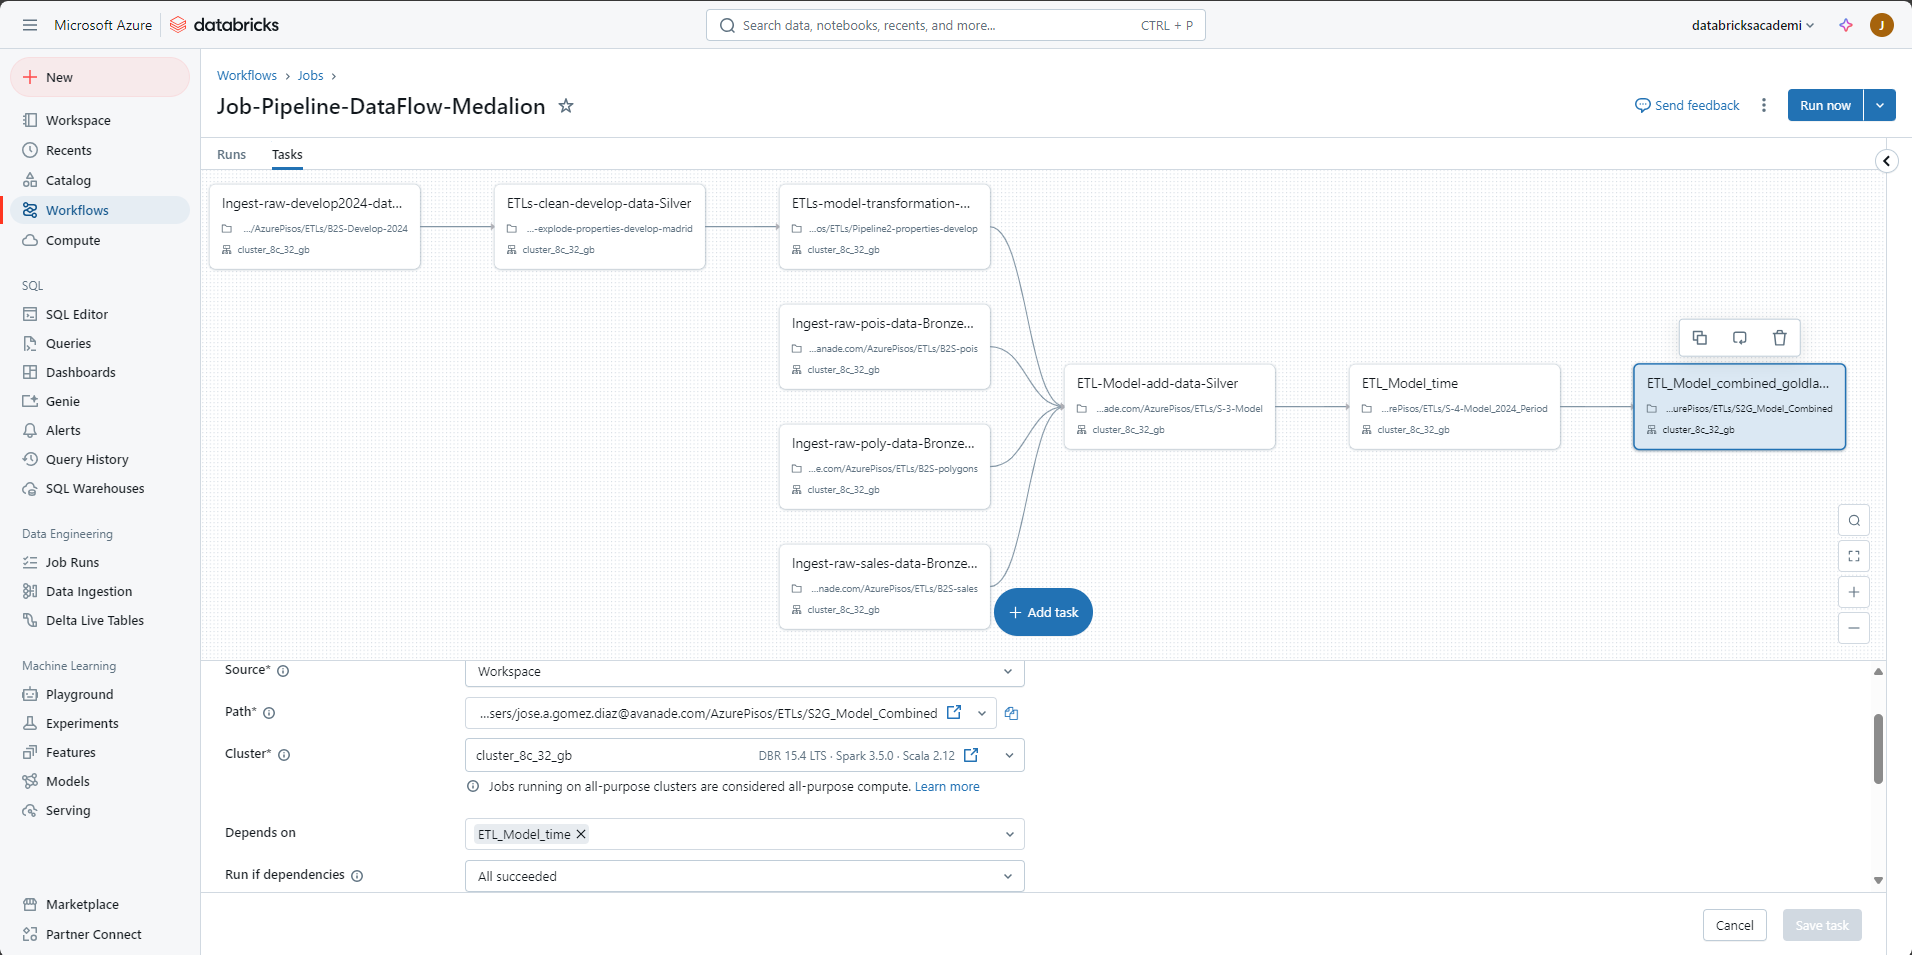 Microsoft Azure databricks
Search data, notebooks, recents, and more... CTRL + P
databricksacademi
J
New
Workspace
Recents
Catalog
Workflows
Compute
SQL
SQL Editor
Queries
Dashboards
Genie
Alerts
Query History
SQL Warehouses
Data Engineering
Job Runs
Data Ingestion
Delta Live Tables
Machine Learning
Playground
Experiments
Features
Models
Serving
Marketplace
Partner Connect
Workflows › Jobs ›
Job-Pipeline-DataFlow-Medalion
Send feedback
Run now
Runs Tasks
Ingest-raw-develop2024-dat...
.../AzurePisos/ETLs/B2S-Develop-2024
cluster_8c_32_gb
ETLs-clean-develop-data-Silver
...-explode-properties-develop-madrid
cluster_8c_32_gb
ETLs-model-transformation-...
...os/ETLs/Pipeline2-properties-develop
cluster_8c_32_gb
Ingest-raw-pois-data-Bronze...
...anade.com/AzurePisos/ETLs/B2S-pois
cluster_8c_32_gb
Ingest-raw-poly-data-Bronze...
...e.com/AzurePisos/ETLs/B2S-polygons
cluster_8c_32_gb
Ingest-raw-sales-data-Bronze...
...nade.com/AzurePisos/ETLs/B2S-sales
cluster_8c_32_gb
ETL-Model-add-data-Silver
...ade.com/AzurePisos/ETLs/S-3-Model
cluster_8c_32_gb
ETL_Model_time
...rePisos/ETLs/S-4-Model_2024_Period
cluster_8c_32_gb
ETL_Model_combined_goldla...
...urePisos/ETLs/S2G_Model_Combined
cluster_8c_32_gb
+ Add task
Source* Workspace
Path* ...sers/jose.a.gomez.diaz@avanade.com/AzurePisos/ETLs/S2G_Model_Combined
Cluster* cluster_8c_32_gb DBR 15.4 LTS · Spark 3.5.0 · Scala 2.12
Jobs running on all-purpose clusters are considered all-purpose compute. Learn more
Depends on ETL_Model_time
Run if dependencies All succeeded
Cancel Save task